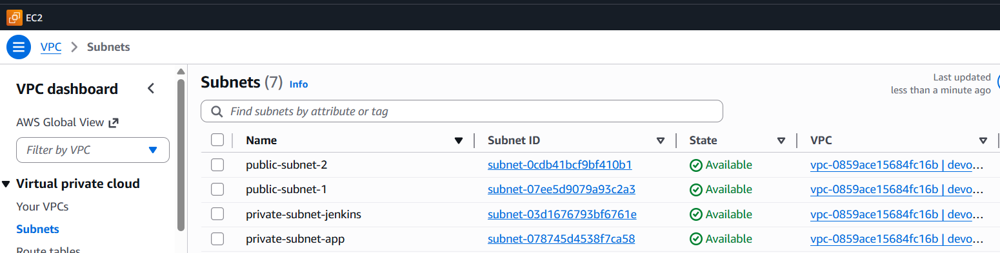 EC2
VPC > Subnets
VPC dashboard
AWS Global View
Filter by VPC
Virtual private cloud
Your VPCs
Subnets
Route tables
Subnets (7) Info
Last updated
less than a minute ago
Find subnets by attribute or tag
Name Subnet ID State VPC
public-subnet-2 subnet-0cdb41bcf9bf410b1 Available vpc-0859ace15684fc16b | devo...
public-subnet-1 subnet-07ee5d9079a93c2a3 Available vpc-0859ace15684fc16b | devo...
private-subnet-jenkins subnet-03d1676793bf6761e Available vpc-0859ace15684fc16b | devo...
private-subnet-app subnet-078745d4538f7ca58 Available vpc-0859ace15684fc16b | devo...